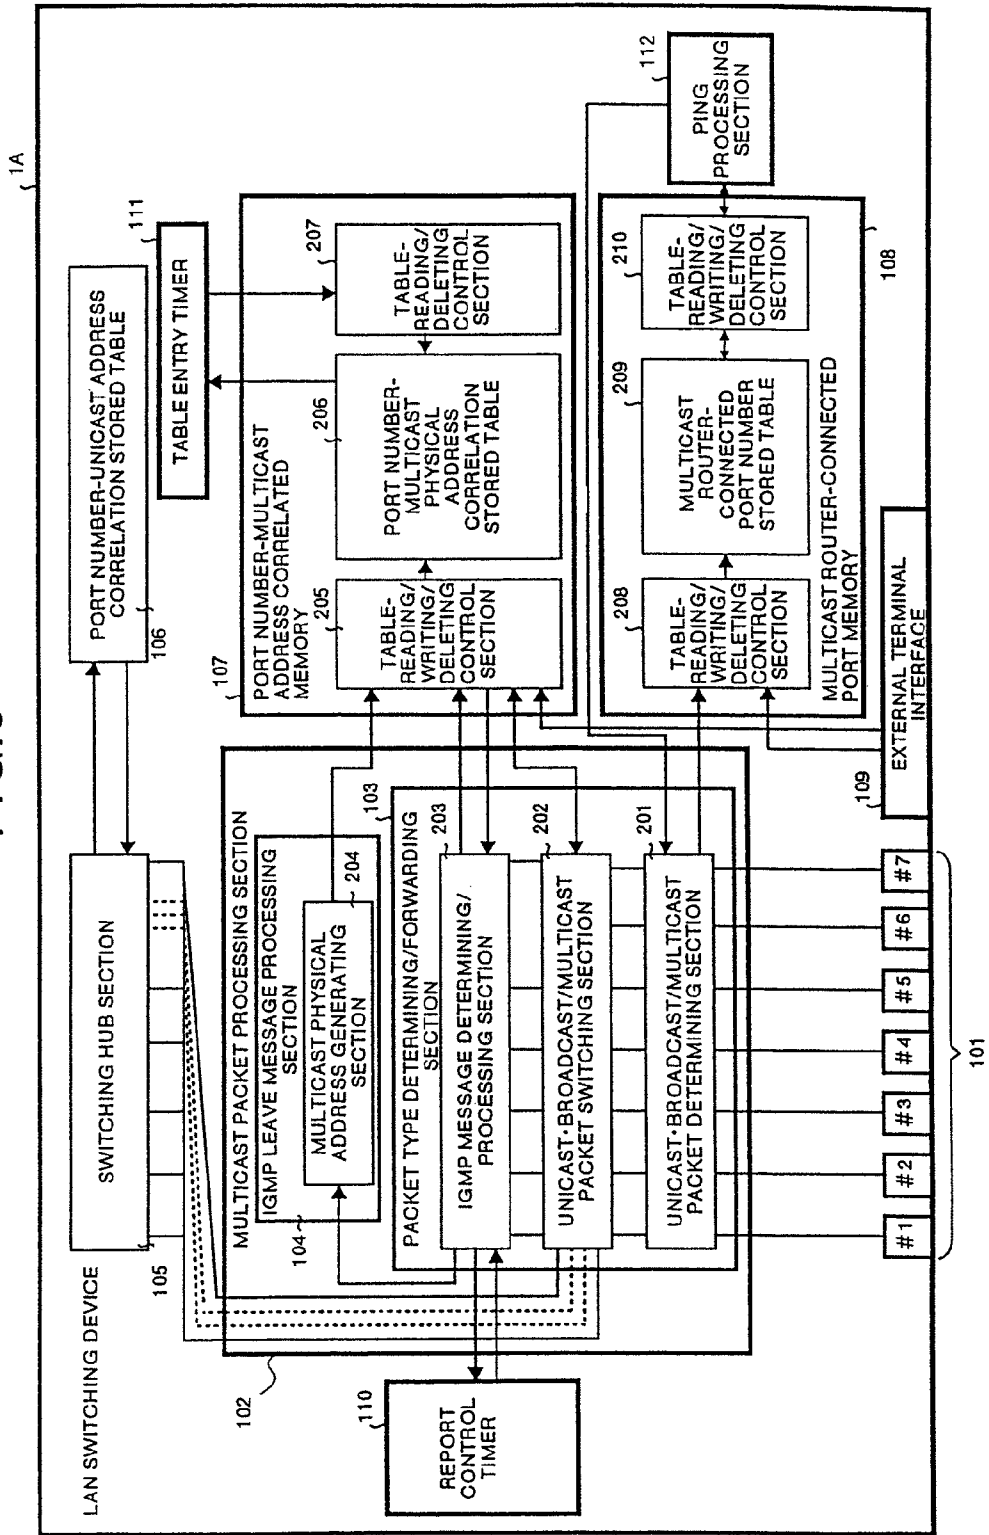 1A
LAN SWITCHING DEVICE
SWITCHING HUB SECTION
105
PORT NUMBER-UNICAST ADDRESS
CORRELATION STORED TABLE
106
TABLE ENTRY TIMER
111
102
MULTICAST PACKET PROCESSING SECTION
IGMP LEAVE MESSAGE PROCESSING
SECTION
104
MULTICAST PHYSICAL
ADDRESS GENERATING
SECTION
204
103
PACKET TYPE DETERMINING/FORWARDING
SECTION
IGMP MESSAGE DETERMINING/
PROCESSING SECTION
203
UNICAST·BROADCAST/MULTICAST
PACKET SWITCHING SECTION
202
UNICAST·BROADCAST/MULTICAST
PACKET DETERMINING SECTION
201
110
REPORT
CONTROL
TIMER
107
PORT NUMBER-MULTICAST
ADDRESS CORRELATED
MEMORY
205
TABLE-
READING/
WRITING/
DELETING
CONTROL
SECTION
206
PORT NUMBER-
MULTICAST
PHYSICAL
ADDRESS
CORRELATION
STORED TABLE
207
TABLE-
READING/
DELETING
CONTROL
SECTION
208
TABLE-
READING/
WRITING/
DELETING
CONTROL
SECTION
209
MULTICAST
ROUTER-
CONNECTED
PORT NUMBER
STORED TABLE
210
TABLE-
READING/
WRITING/
DELETING
CONTROL
SECTION
MULTICAST ROUTER-CONNECTED
PORT MEMORY
108
112
PING
PROCESSING
SECTION
109
EXTERNAL TERMINAL
INTERFACE
#1
#2
#3
#4
#5
#6
#7
101